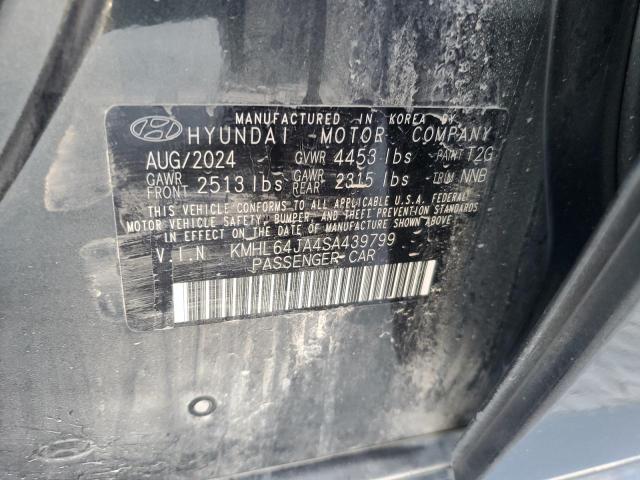 MANUFACTURED IN KOREA BY
HYUNDAI MOTOR COMPANY
AUG/2024 GVWR 4453 lbs PAINT T2G
GAWR FRONT 2513 lbs GAWR REAR 2315 lbs TRIM NNB
THIS VEHICLE CONFORMS TO ALL APPLICABLE U.S.A. FEDERAL
MOTOR VEHICLE SAFETY, BUMPER, AND THEFT PREVENTION STANDARDS
IN EFFECT ON THE DATE OF MANUFACTURE SHOWN ABOVE.
V.I.N KMHL64JA4SA439799
PASSENGER CAR